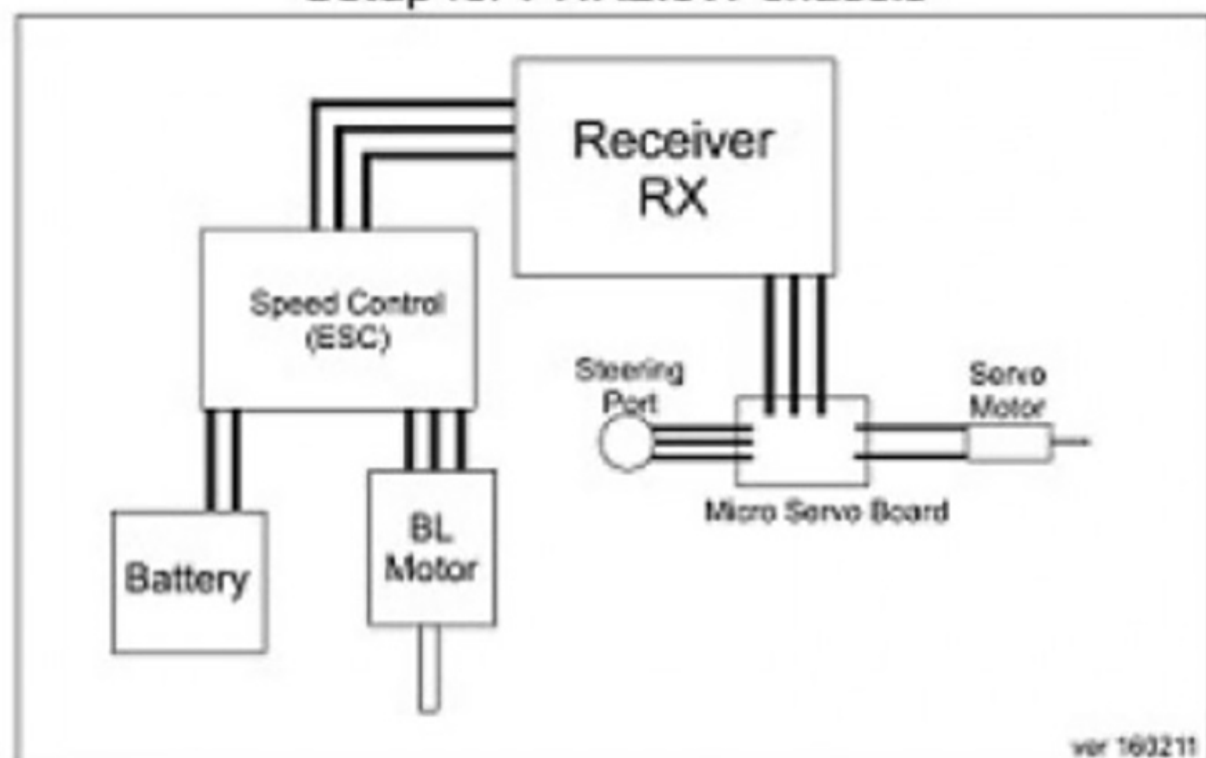 Receiver
RX
Speed Control
(ESC)
Steering
Port
Servo
Motor
Micro Servo Board
BL
Motor
Battery
ver 160211